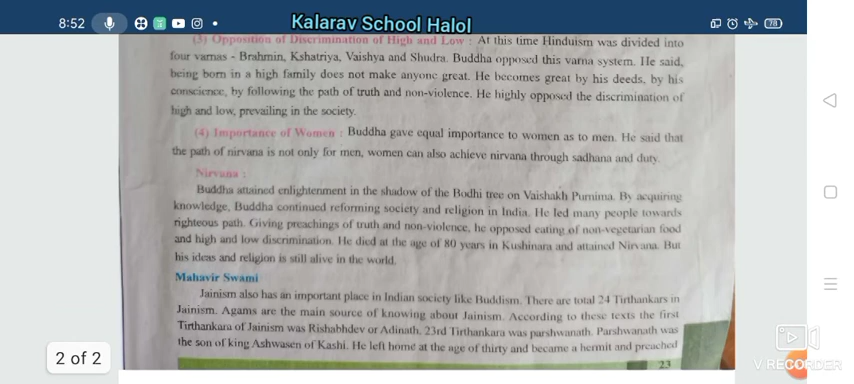 8:52
Kalarav School Halol
78
(3) Opposition of Discrimination of High and Low : At this time Hinduism was divided into
four varnas - Brahmin, Kshatriya, Vaishya and Shudra. Buddha opposed this varna system. He said,
being born in a high family does not make anyone great. He becomes great by his deeds, by his
conscience, by following the path of truth and non-violence. He highly opposed the discrimination of
high and low, prevailing in the society.
(4) Importance of Women : Buddha gave equal importance to women as to men. He said that
the path of nirvana is not only for men, women can also achieve nirvana through sadhana and duty.
Nirvana :
Buddha attained enlightenment in the shadow of the Bodhi tree on Vaishakh Purnima. By acquiring
knowledge, Buddha continued reforming society and religion in India. He led many people towards
righteous path. Giving preachings of truth and non-violence, he opposed eating of non-vegetarian food
and high and low discrimination. He died at the age of 80 years in Kushinara and attained Nirvana. But
his ideas and religion is still alive in the world.
Mahavir Swami
Jainism also has an important place in Indian society like Buddism. There are total 24 Tirthankars in
Jainism. Agams are the main source of knowing about Jainism. According to these texts the first
Tirthankara of Jainism was Rishabhdev or Adinath. 23rd Tirthankara was parshwanath. Parshwanath was
the son of king Ashwasen of Kashi. He left home at the age of thirty and became a hermit and preached
23
2 of 2
V RECORDER